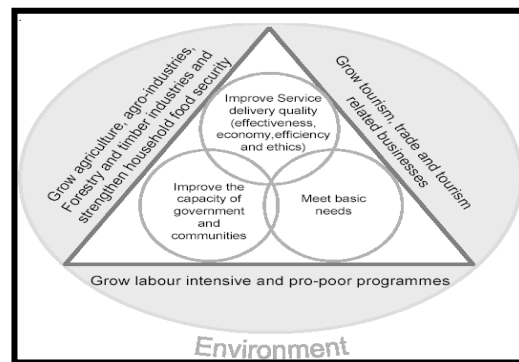 Grow agriculture, agro-industries,
Forestry and timber industries and
strengthen household food security
Grow tourism, trade and tourism
related businesses
Improve Service
delivery quality
(effectiveness,
economy,efficiency
and ethics)
Improve the
capacity of
government
and
communities
Meet basic
needs
Grow labour intensive and pro-poor programmes
Environment